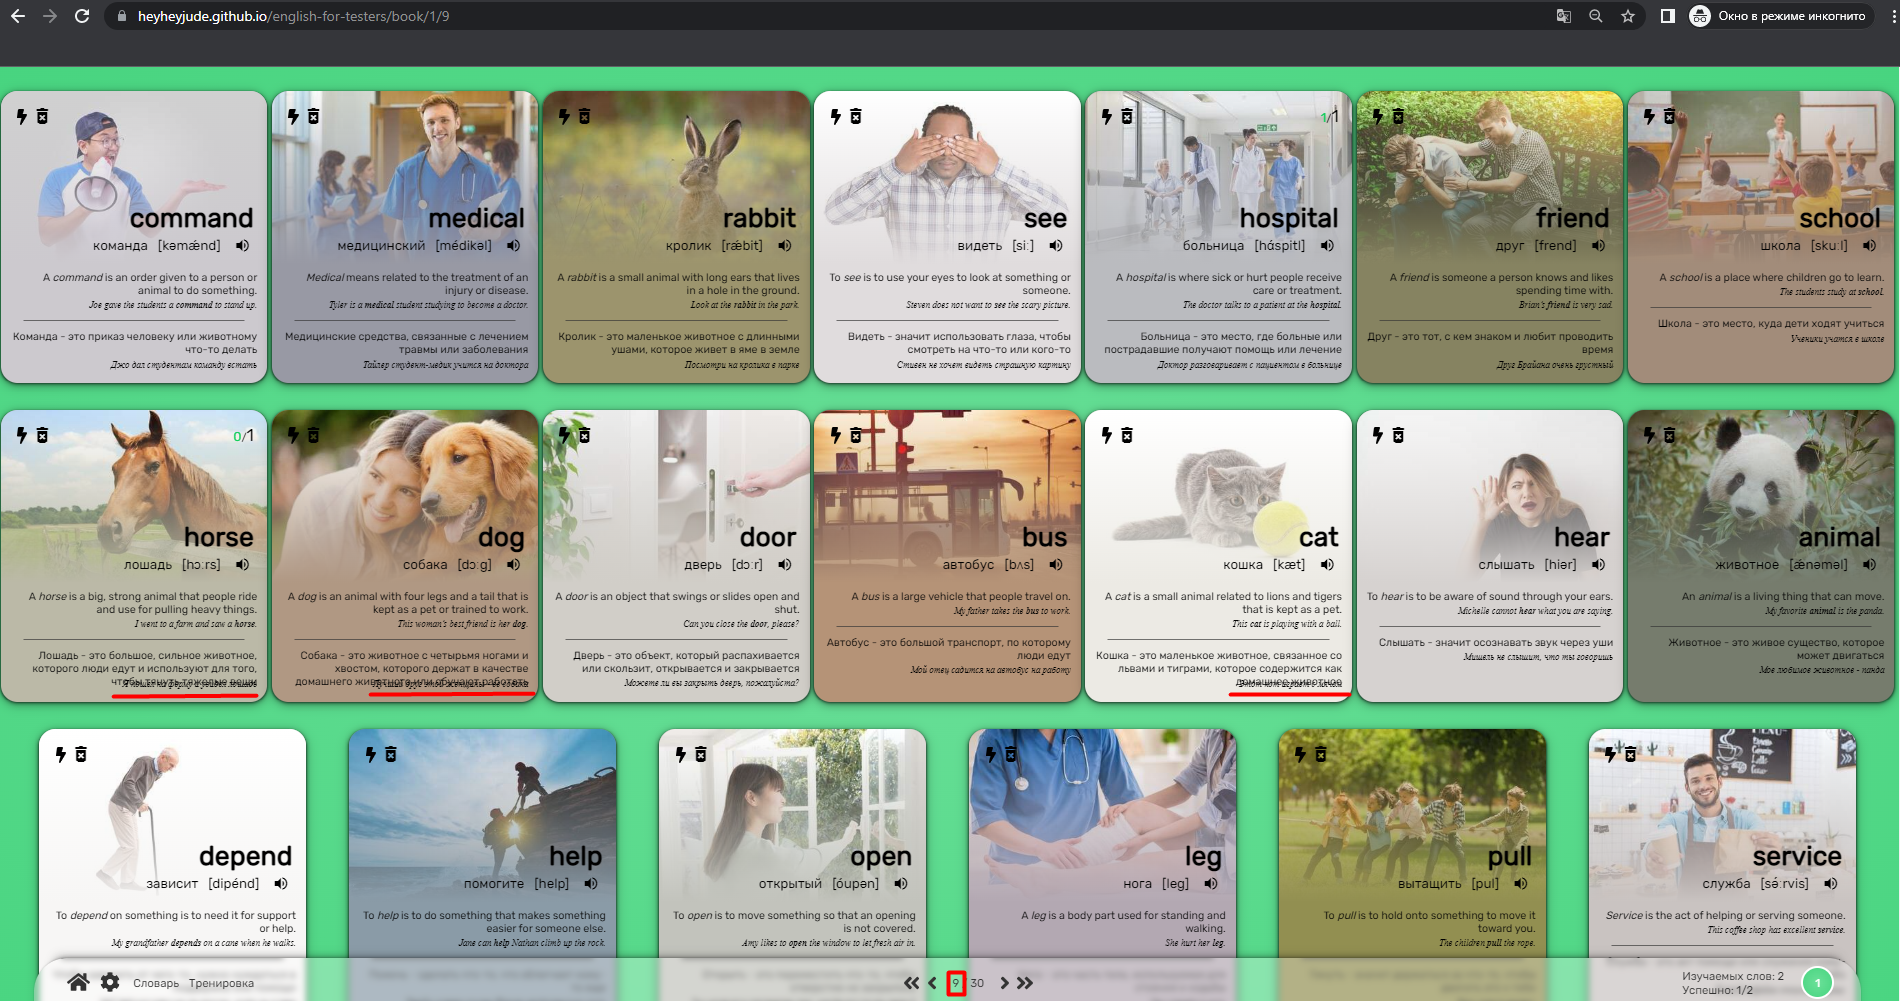 heyheyjude.github.io/english-for-testers/book/1/9
Окно в режиме инкогнито
command
команда [kəmǽnd]
A command is an order given to a person or
animal to do something.
Joe gave the students a command to stand up.
Команда - это приказ человеку или животному
что-то делать
Джо дал студентам команду встать
medical
медицинский [médikəl]
Medical means related to the treatment of an
injury or disease.
Tyler is a medical student studying to become a doctor.
Медицинские средства, связанные с лечением
травмы или заболевания
Тайлер студент-медик учится на доктора
rabbit
кролик [rǽbit]
A rabbit is a small animal with long ears that lives
in a hole in the ground.
Look at the rabbit in the park.
Кролик - это маленькое животное с длинными
ушами, которое живет в яме в земле
Посмотри на кролика в парке
see
видеть [si:]
To see is to use your eyes to look at something or
someone.
Steven does not want to see the scary picture.
Видеть - значит использовать глаза, чтобы
смотреть на что-то или кого-то
Стивен не хочет видеть страшную картину
1/1
hospital
больница [hάspitl]
A hospital is where sick or hurt people receive
care or treatment.
The doctor talks to a patient at the hospital.
Больница - это место, где больные или
пострадавшие получают помощь или лечение
Доктор разговаривает с пациентом в больнице
friend
друг [frend]
A friend is someone a person knows and likes
spending time with.
Brian's friend is very sad.
Друг - это тот, с кем знаком и любит проводить
время
Друг Брайана очень грустный
school
школа [sku:l]
A school is a place where children go to learn.
The students study at school.
Школа - это место, куда дети ходят учиться
Ученики учатся в школе
0/1
horse
лошадь [hɔ:rs]
A horse is a big, strong animal that people ride
and use for pulling heavy things.
I went to a farm and saw a horse.
Лошадь - это большое, сильное животное,
которого люди едут и используют для того,
чтобы тянуть тяжелые вещи
Я пошел на ферму и увидел лошадь
dog
собака [dɔ:g]
A dog is an animal with four legs and a tail that is
kept as a pet or trained to work.
This woman's best friend is her dog.
Собака - это животное с четырьмя ногами и
хвостом, которого держат в качестве
домашнего животного или обучают работать
Лучший друг этой женщины - ее собака
door
дверь [dɔ:r]
A door is an object that swings or slides open and
shut.
Can you close the door, please?
Дверь - это объект, который распахивается
или скользит, открывается и закрывается
Можете ли вы закрыть дверь, пожалуйста?
bus
автобус [bʌs]
A bus is a large vehicle that people travel on.
My father takes the bus to work.
Автобус - это большой транспорт, по которому
люди едут
Мой отец садится на автобус на работу
cat
кошка [kæt]
A cat is a small animal related to lions and tigers
that is kept as a pet.
This cat is playing with a ball.
Кошка - это маленькое животное, связанное со
львами и тиграми, которое содержится как
домашнее животное
Этот кот играет с мячом
hear
слышать [hiər]
To hear is to be aware of sound through your ears.
Michelle cannot hear what you are saying.
Слышать - значит осознавать звук через уши
Мишель не слышит, что ты говоришь
animal
животное [ǽnəməl]
An animal is a living thing that can move.
My favorite animal is the panda.
Животное - это живое существо, которое
может двигаться
Мое любимое животное - панда
depend
зависит [dipénd]
To depend on something is to need it for support
or help.
My grandfather depends on a cane when he walks.
help
помогите [help]
To help is to do something that makes something
easier for someone else.
Jane can help Nathan climb up the rock.
open
открытый [óupən]
To open is to move something so that an opening
is not covered.
Amy likes to open the window to let fresh air in.
leg
нога [leg]
A leg is a body part used for standing and
walking.
She hurt her leg.
pull
вытащить [pul]
To pull is to hold onto something to move it
toward you.
The children pull the rope.
service
служба [sə́:rvis]
Service is the act of helping or serving someone.
This coffee shop has excellent service.
Словарь Тренировка
9 30
Изучаемых слов: 2
Успешно: 1/2
1